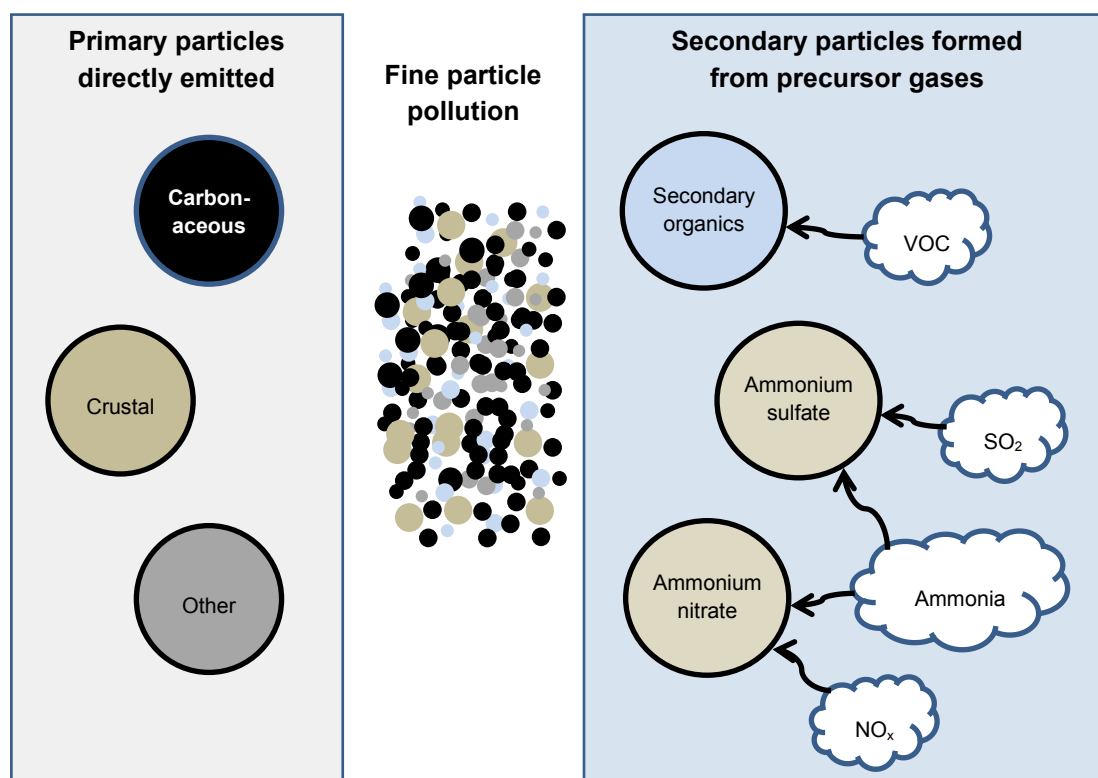 Primary particles
directly emitted
Carbon-
aceous
Crustal
Other
Fine particle
pollution
Secondary particles formed
from precursor gases
Secondary
organics
VOC
Ammonium
sulfate
SO₂
Ammonium
nitrate
Ammonia
NOₓ